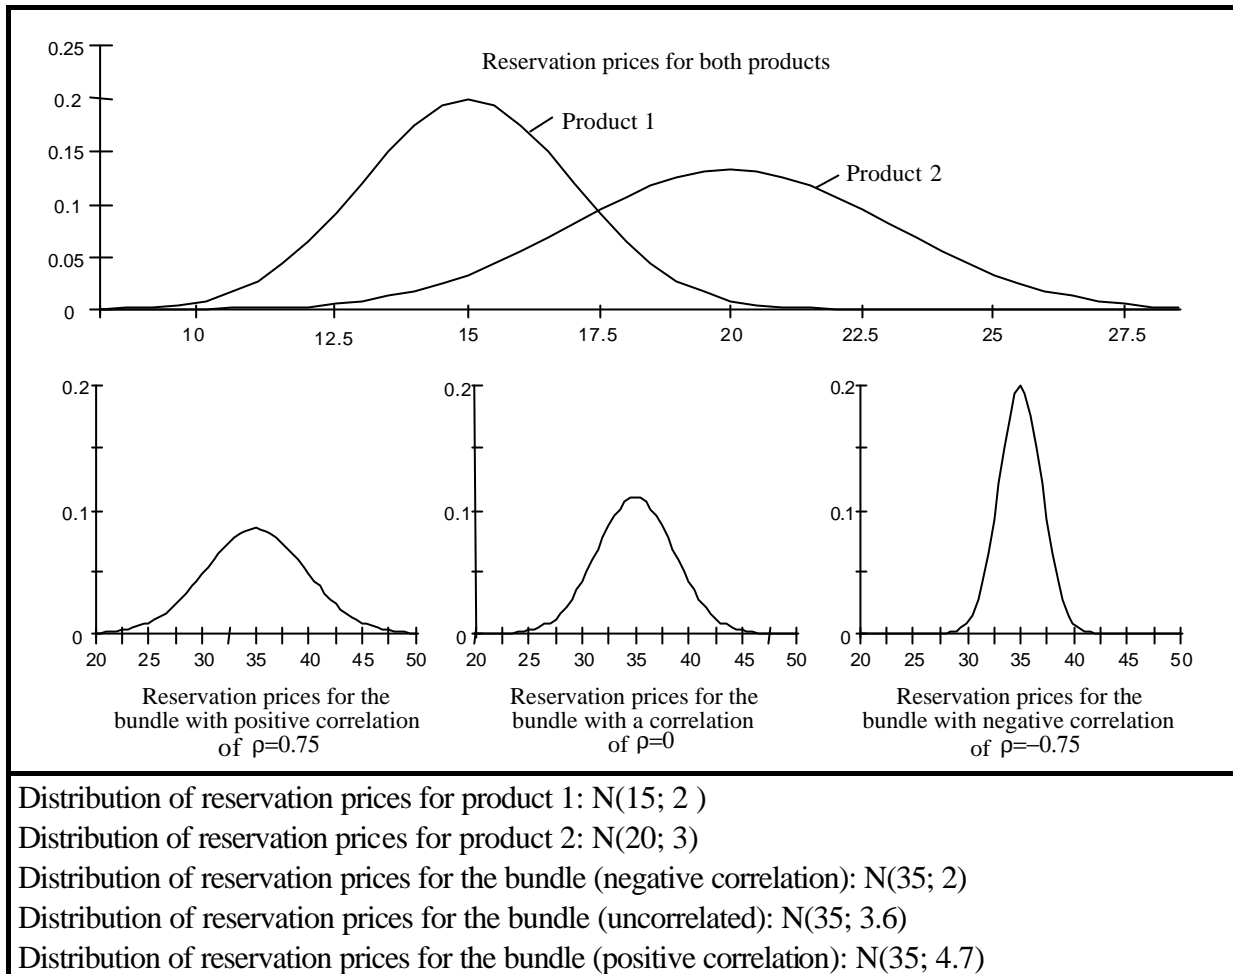 Reservation prices for both products
0.25
0.2
0.15
0.1
0.05
0
Product 1
Product 2
10 12.5 15 17.5 20 22.5 25 27.5
0.2
0.1
0
20 25 30 35 40 45 50
Reservation prices for the
bundle with positive correlation
of ρ=0.75
0.2
0.1
0
20 25 30 35 40 45 50
Reservation prices for the
bundle with a correlation
of ρ=0
0.2
0.1
0
20 25 30 35 40 45 50
Reservation prices for the
bundle with negative correlation
of ρ=−0.75
Distribution of reservation prices for product 1: N(15; 2 )
Distribution of reservation prices for product 2: N(20; 3)
Distribution of reservation prices for the bundle (negative correlation): N(35; 2)
Distribution of reservation prices for the bundle (uncorrelated): N(35; 3.6)
Distribution of reservation prices for the bundle (positive correlation): N(35; 4.7)